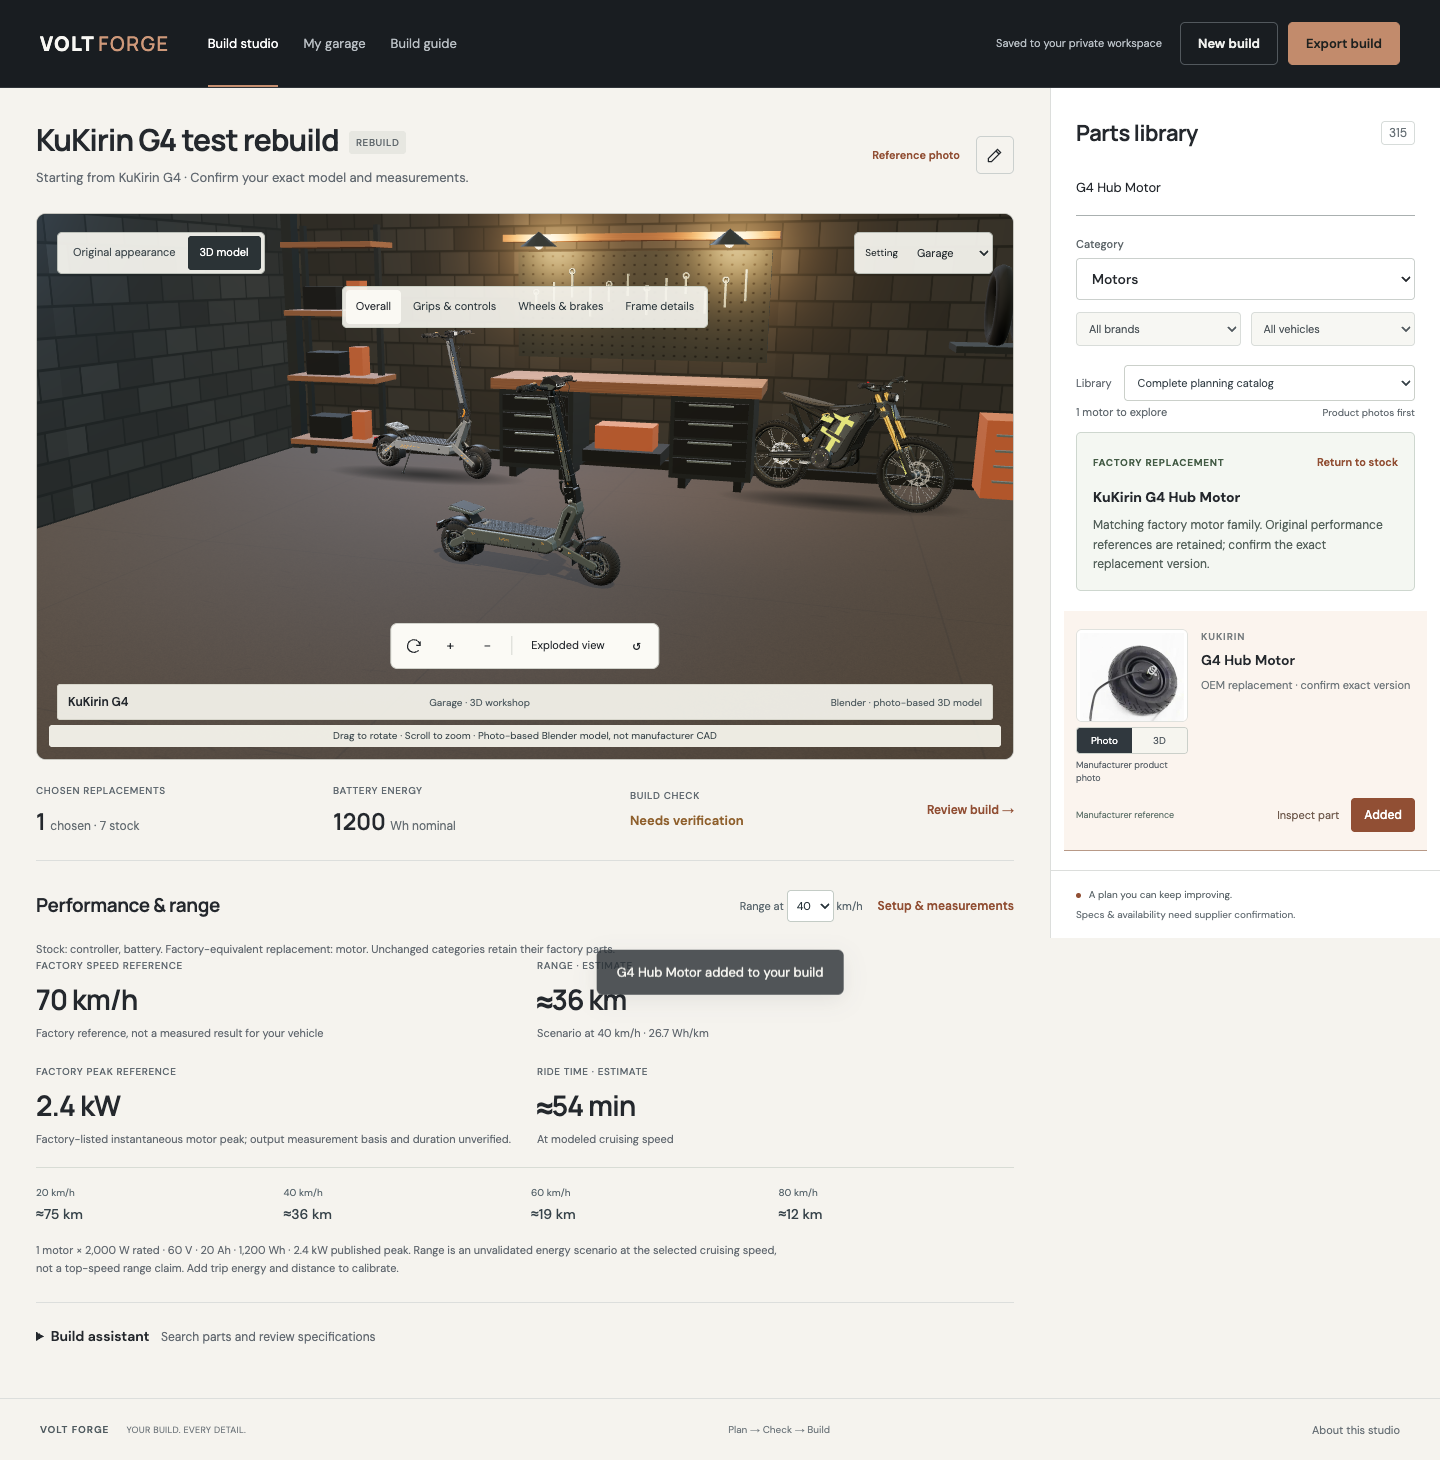 VOLT FORGE
Build studio
My garage
Build guide
Saved to your private workspace
New build
Export build
KuKirin G4 test rebuild
REBUILD
Starting from KuKirin G4 · Confirm your exact model and measurements.
Reference photo
Original appearance
3D model
Setting
Garage
Overall
Grips & controls
Wheels & brakes
Frame details
+
−
Exploded view
↺
KuKirin G4
Garage · 3D workshop
Blender · photo-based 3D model
Drag to rotate · Scroll to zoom · Photo-based Blender model, not manufacturer CAD
CHOSEN REPLACEMENTS
1 chosen · 7 stock
BATTERY ENERGY
1200 Wh nominal
BUILD CHECK
Needs verification
Review build →
Performance & range
Range at 40 km/h
Setup & measurements
Stock: controller, battery. Factory-equivalent replacement: motor. Unchanged categories retain their factory parts.
FACTORY SPEED REFERENCE
70 km/h
Factory reference, not a measured result for your vehicle
RANGE · ESTIMATE
≈36 km
Scenario at 40 km/h · 26.7 Wh/km
G4 Hub Motor added to your build
FACTORY PEAK REFERENCE
2.4 kW
Factory-listed instantaneous motor peak; output measurement basis and duration unverified.
RIDE TIME · ESTIMATE
≈54 min
At modeled cruising speed
20 km/h
≈75 km
40 km/h
≈36 km
60 km/h
≈19 km
80 km/h
≈12 km
1 motor × 2,000 W rated · 60 V · 20 Ah · 1,200 Wh · 2.4 kW published peak. Range is an unvalidated energy scenario at the selected cruising speed,
not a top-speed range claim. Add trip energy and distance to calibrate.
Build assistant
Search parts and review specifications
Parts library
315
G4 Hub Motor
Category
Motors
All brands
All vehicles
Library
Complete planning catalog
1 motor to explore
Product photos first
FACTORY REPLACEMENT
Return to stock
KuKirin G4 Hub Motor
Matching factory motor family. Original performance
references are retained; confirm the exact
replacement version.
KUKIRIN
G4 Hub Motor
OEM replacement · confirm exact version
Photo
3D
Manufacturer product
photo
Manufacturer reference
Inspect part
Added
A plan you can keep improving.
Specs & availability need supplier confirmation.
VOLT FORGE
YOUR BUILD. EVERY DETAIL.
Plan → Check → Build
About this studio